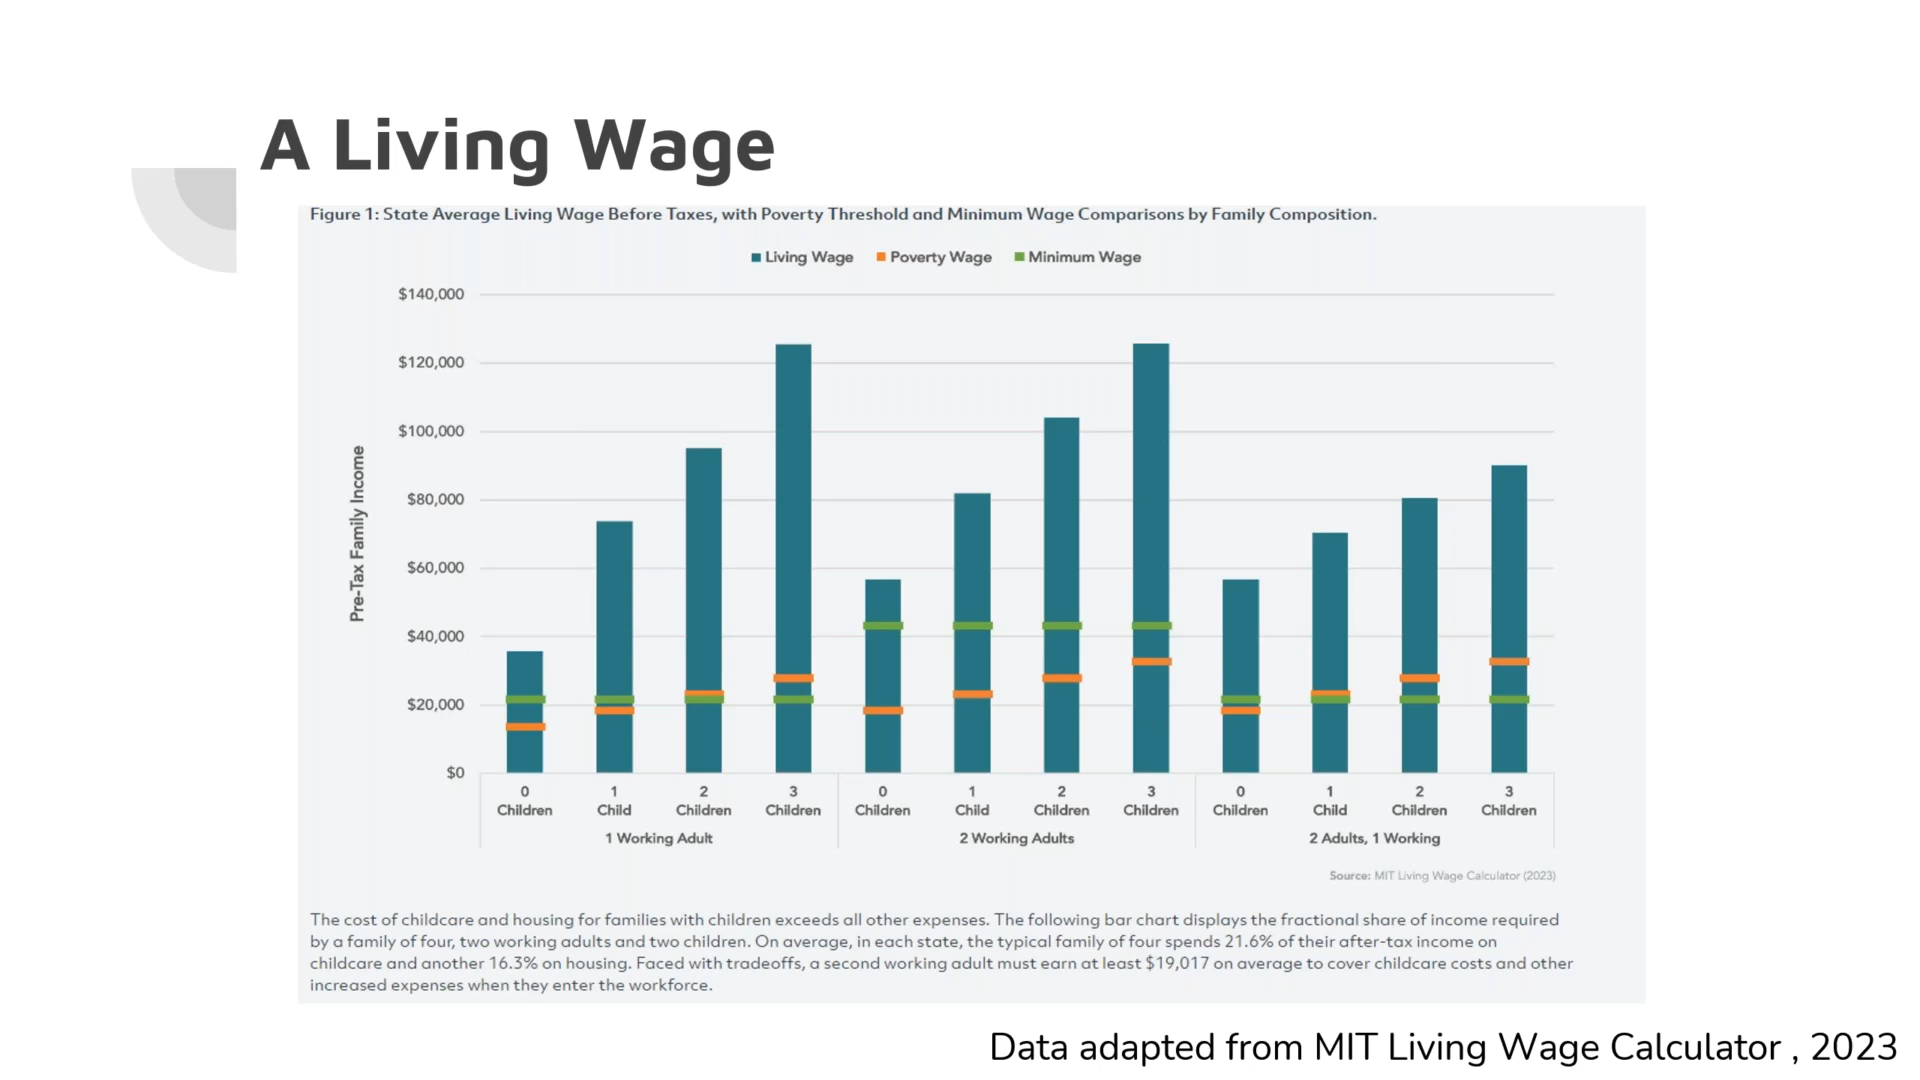 A Living Wage
Figure 1: State Average Living Wage Before Taxes, with Poverty Threshold and Minimum Wage Comparisons by Family Composition.
Living Wage Poverty Wage Minimum Wage
Pre-Tax Family Income
$140,000
$120,000
$100,000
$80,000
$60,000
$40,000
$20,000
$0
0 1 2 3 0 1 2 3 0 1 2 3
Children Child Children Children Children Child Children Children Children Child Children Children
1 Working Adult 2 Working Adults 2 Adults, 1 Working
Source: MIT Living Wage Calculator (2023)
The cost of childcare and housing for families with children exceeds all other expenses. The following bar chart displays the fractional share of income required
by a family of four, two working adults and two children. On average, in each state, the typical family of four spends 21.6% of their after-tax income on
childcare and another 16.3% on housing. Faced with tradeoffs, a second working adult must earn at least $19,017 on average to cover childcare costs and other
increased expenses when they enter the workforce.
Data adapted from MIT Living Wage Calculator , 2023